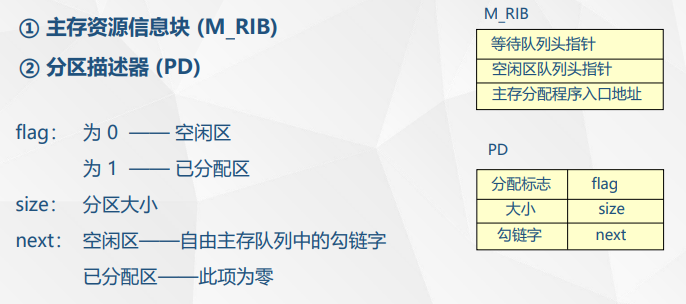 ① 主存资源信息块 (M_RIB)
② 分区描述器 (PD)
flag: 为 0 —— 空闲区
为 1 —— 已分配区
size: 分区大小
next: 空闲区——自由主存队列中的勾链字
已分配区——此项为零
M_RIB
等待队列头指针
空闲区队列头指针
主存分配程序入口地址
PD
分配标志 flag
大小 size
勾链字 next